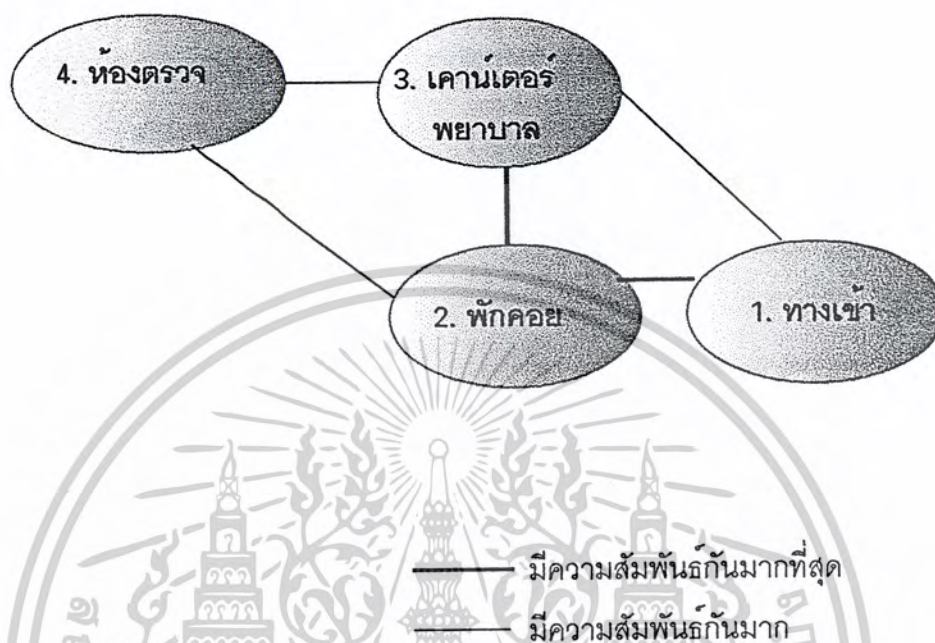 4. ห้องตรวจ
3. เคาน์เตอร์
พยาบาล
2. พักคอย
1. ทางเข้า
มีความสัมพันธ์กันมากที่สุด
มีความสัมพันธ์กันมาก